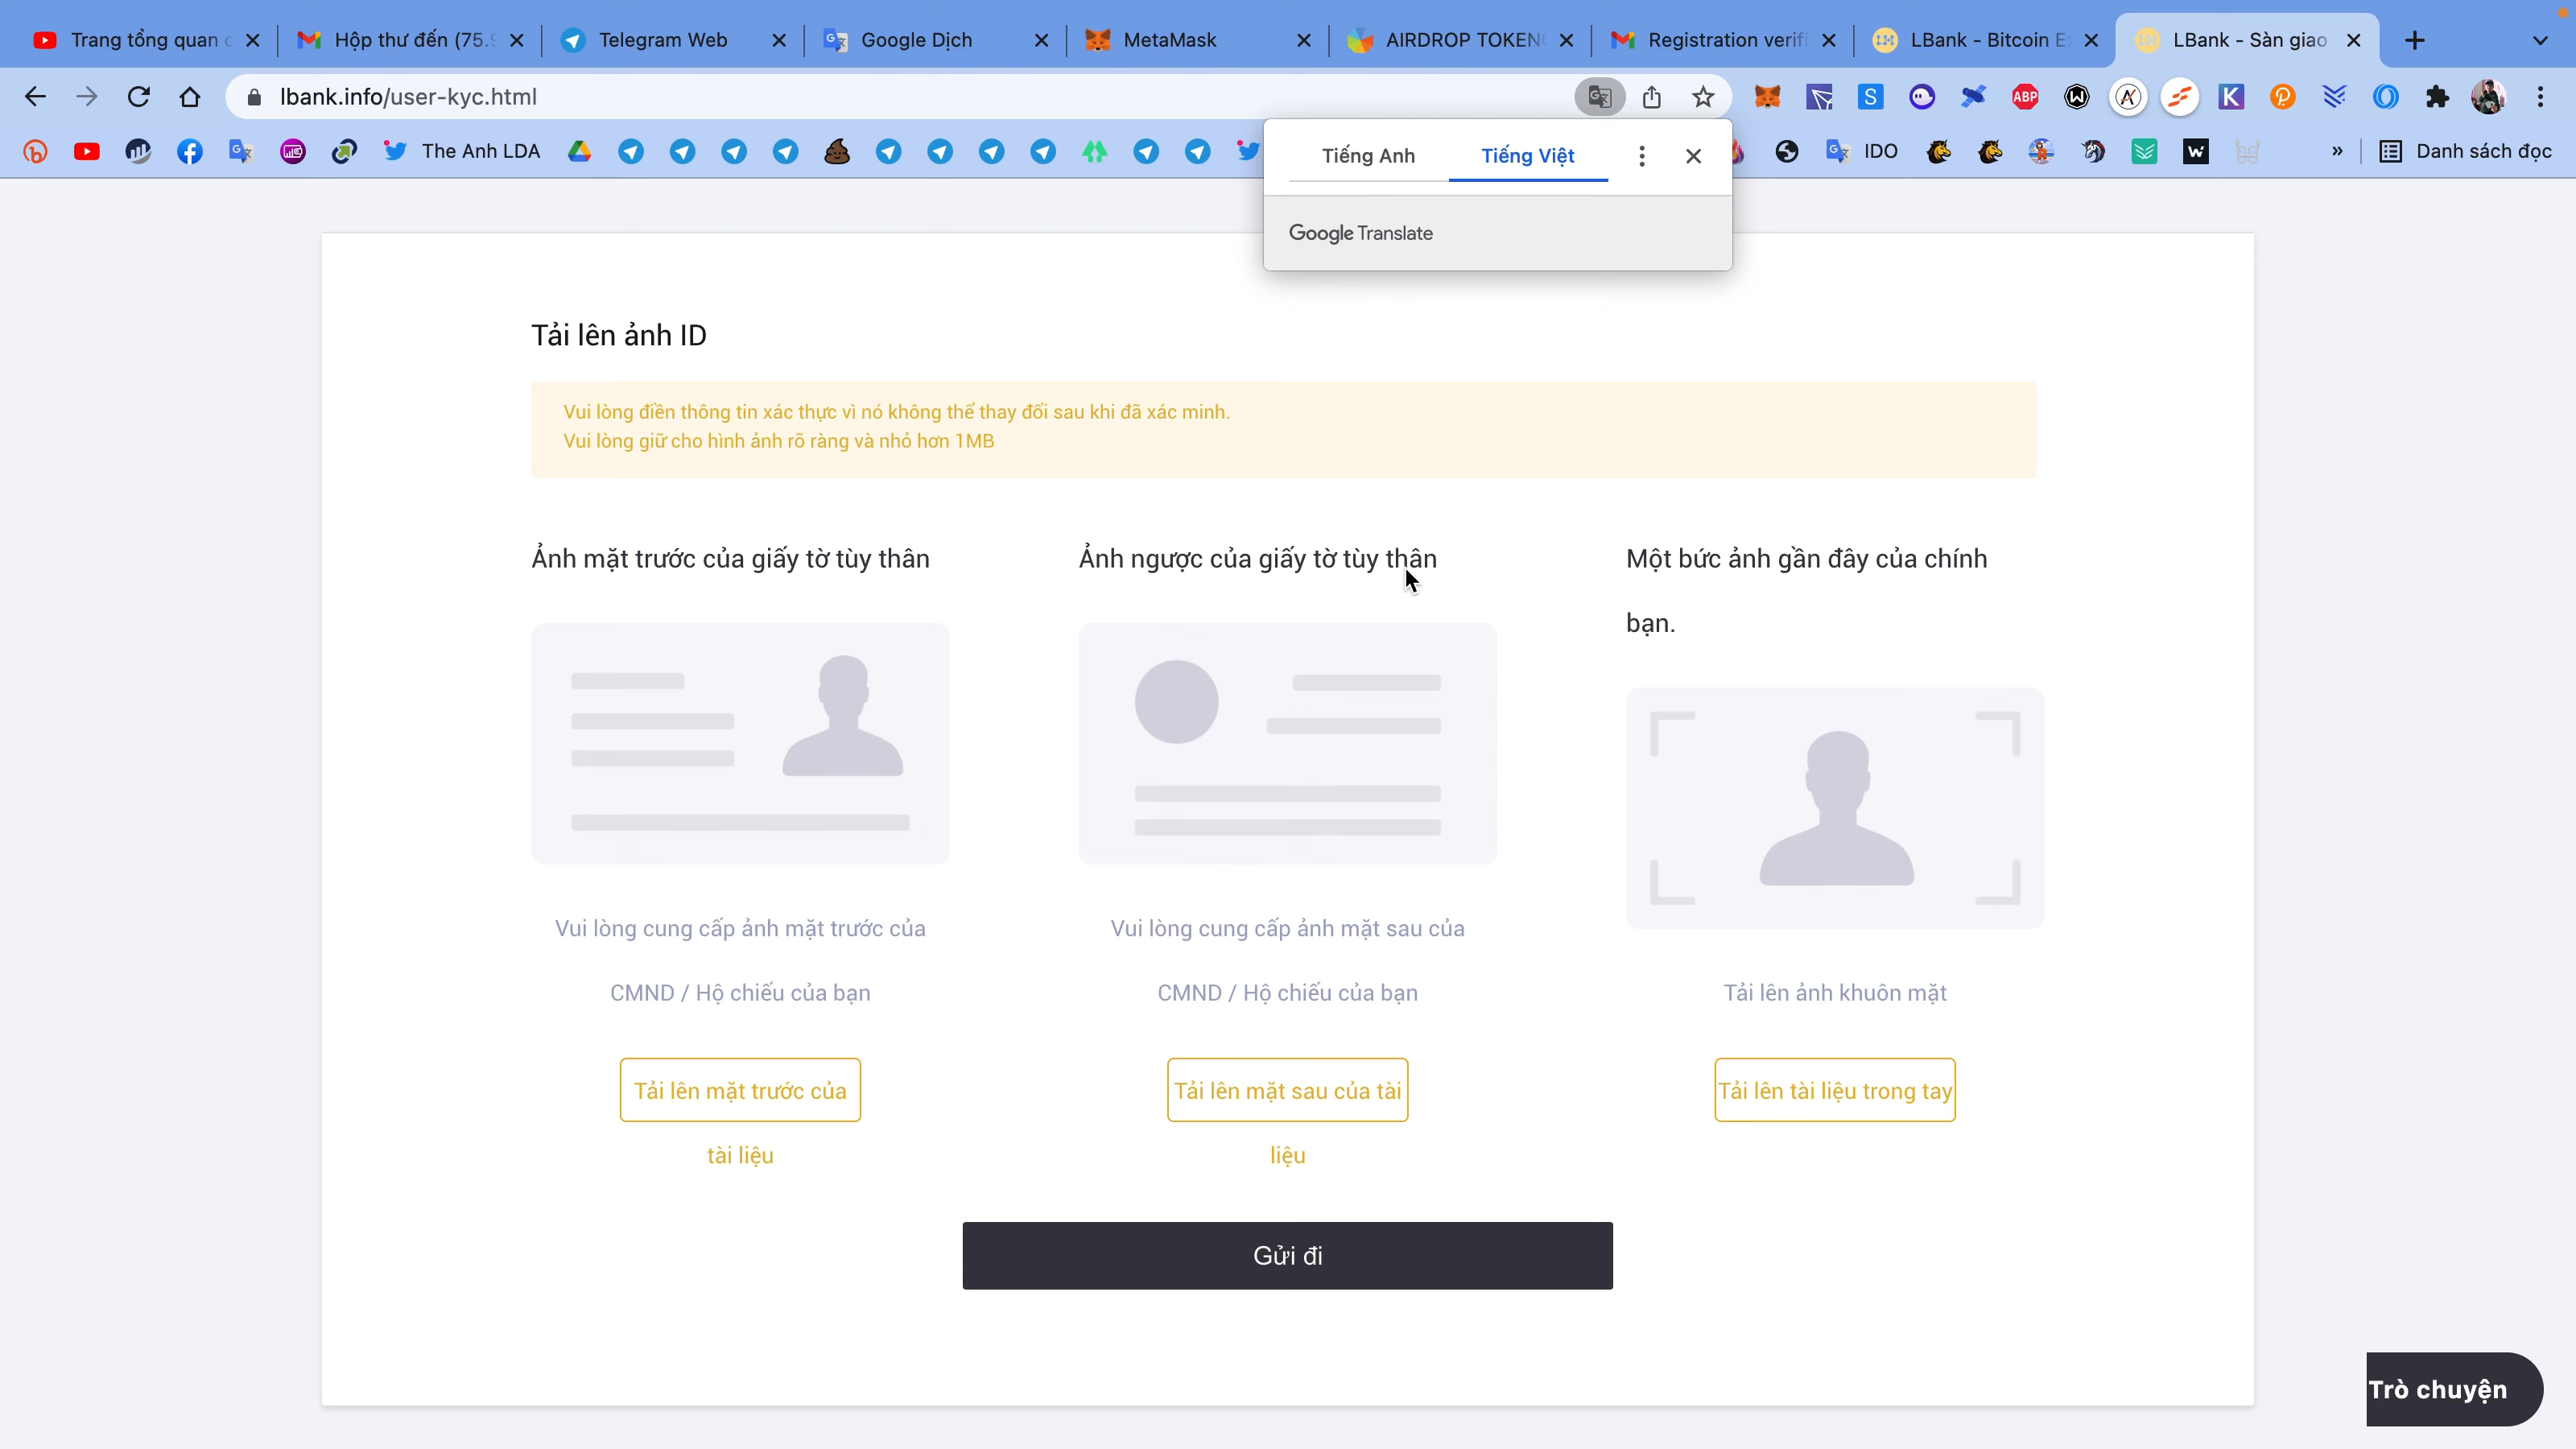 Trang tổng quan c
Hộp thư đến (75.9
Telegram Web
Google Dịch
MetaMask
AIRDROP TOKEN
Registration verifi
LBank - Bitcoin E
LBank - Sàn giao
lbank.info/user-kyc.html
The Anh LDA
IDO
Danh sách đọc
Tiếng Anh
Tiếng Việt
Google Translate
Tải lên ảnh ID
Vui lòng điền thông tin xác thực vì nó không thể thay đổi sau khi đã xác minh.
Vui lòng giữ cho hình ảnh rõ ràng và nhỏ hơn 1MB
Ảnh mặt trước của giấy tờ tùy thân
Ảnh ngược của giấy tờ tùy thân
Một bức ảnh gần đây của chính
bạn.
Vui lòng cung cấp ảnh mặt trước của
CMND / Hộ chiếu của bạn
Vui lòng cung cấp ảnh mặt sau của
CMND / Hộ chiếu của bạn
Tải lên ảnh khuôn mặt
Tải lên mặt trước của
tài liệu
Tải lên mặt sau của tài
liệu
Tải lên tài liệu trong tay
Gửi đi
Trò chuyện